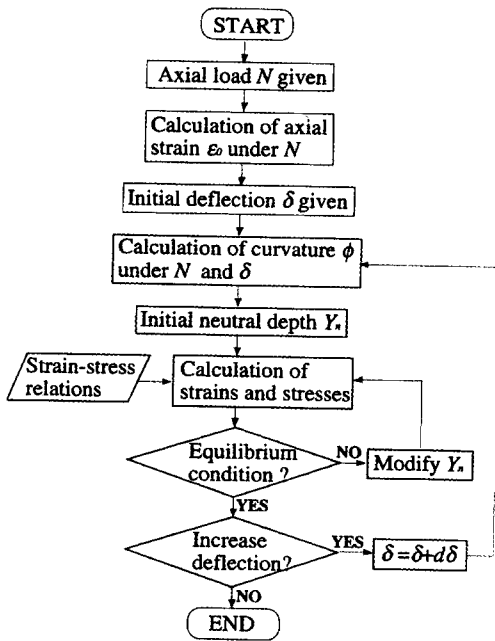 START
Axial load N given
Calculation of axial
strain ε₀ under N
Initial deflection δ given
Calculation of curvature ϕ
under N and δ
Initial neutral depth Yₙ
Strain-stress
relations
Calculation of
strains and stresses
Equilibrium
condition ?
NO
Modify Yₙ
YES
Increase
deflection?
YES
δ=δ+dδ
NO
END